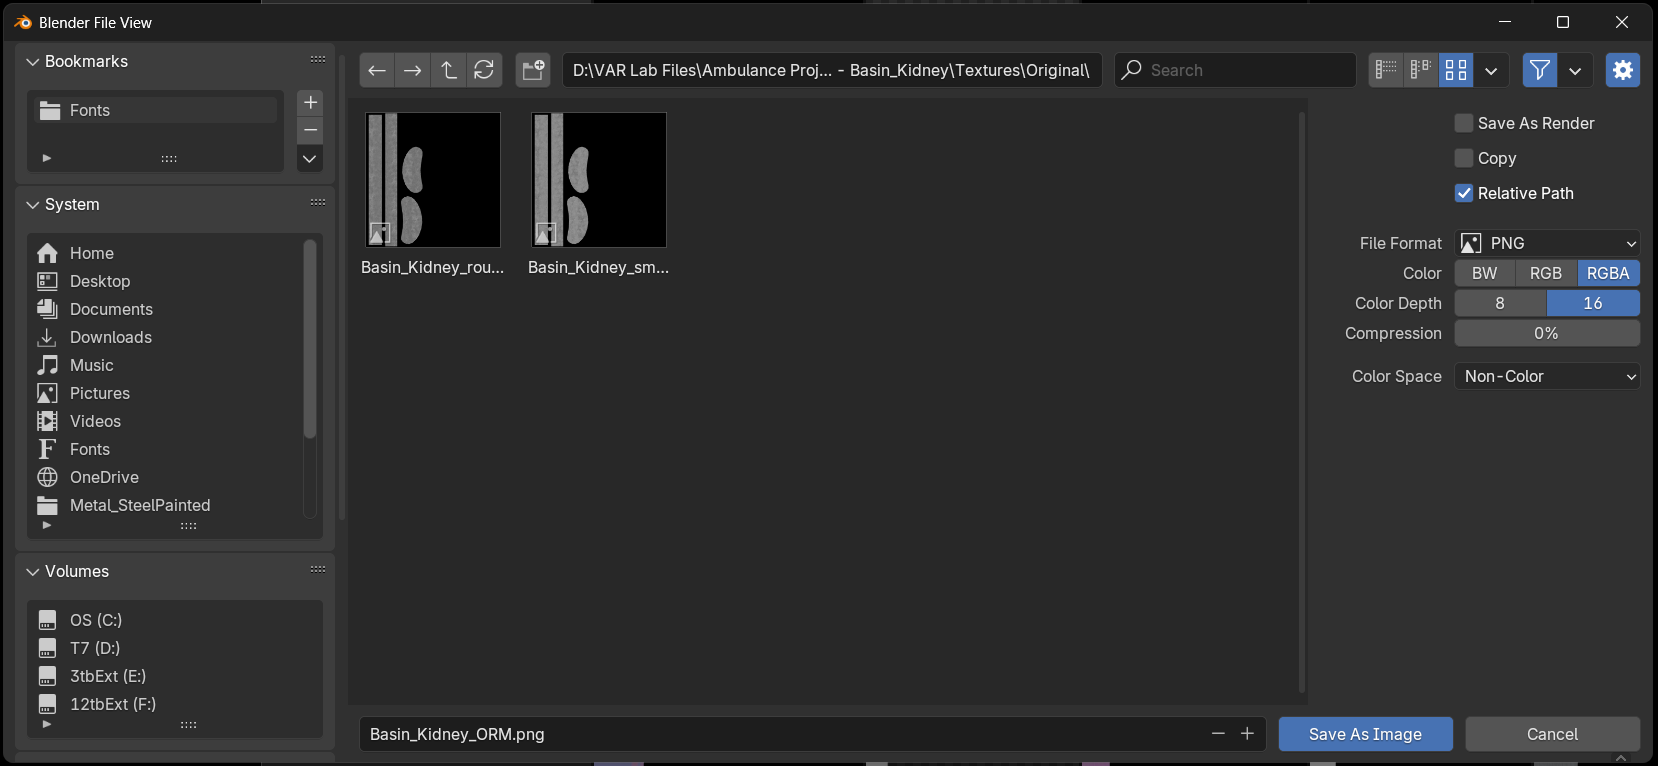 Blender File View
Bookmarks
Fonts
System
Home
Desktop
Documents
Downloads
Music
Pictures
Videos
Fonts
OneDrive
Metal_SteelPainted
Volumes
OS (C:)
T7 (D:)
3tbExt (E:)
12tbExt (F:)
D:\VAR Lab Files\Ambulance Proj... - Basin_Kidney\Textures\Original\
Search
Basin_Kidney_rou...
Basin_Kidney_sm...
Save As Render
Copy
Relative Path
File Format PNG
Color BW RGB RGBA
Color Depth 8 16
Compression 0%
Color Space Non-Color
Basin_Kidney_ORM.png
Save As Image
Cancel